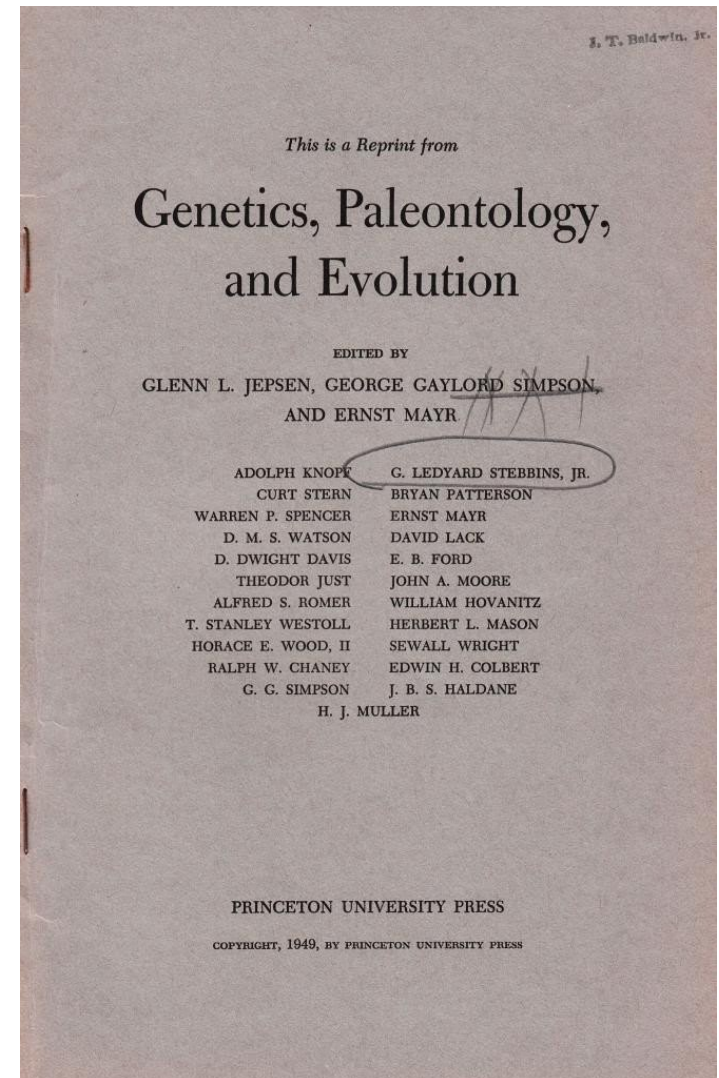 J. T. Baldwin, Jr.
This is a Reprint from
Genetics, Paleontology,
and Evolution
EDITED BY
GLENN L. JEPSEN, GEORGE GAYLORD SIMPSON,
AND ERNST MAYR
ADOLPH KNOPF G. LEDYARD STEBBINS, JR.
CURT STERN BRYAN PATTERSON
WARREN P. SPENCER ERNST MAYR
D. M. S. WATSON DAVID LACK
D. DWIGHT DAVIS E. B. FORD
THEODOR JUST JOHN A. MOORE
ALFRED S. ROMER WILLIAM HOVANITZ
T. STANLEY WESTOLL HERBERT L. MASON
HORACE E. WOOD, II SEWALL WRIGHT
RALPH W. CHANEY EDWIN H. COLBERT
G. G. SIMPSON J. B. S. HALDANE
H. J. MULLER
PRINCETON UNIVERSITY PRESS
COPYRIGHT, 1949, BY PRINCETON UNIVERSITY PRESS